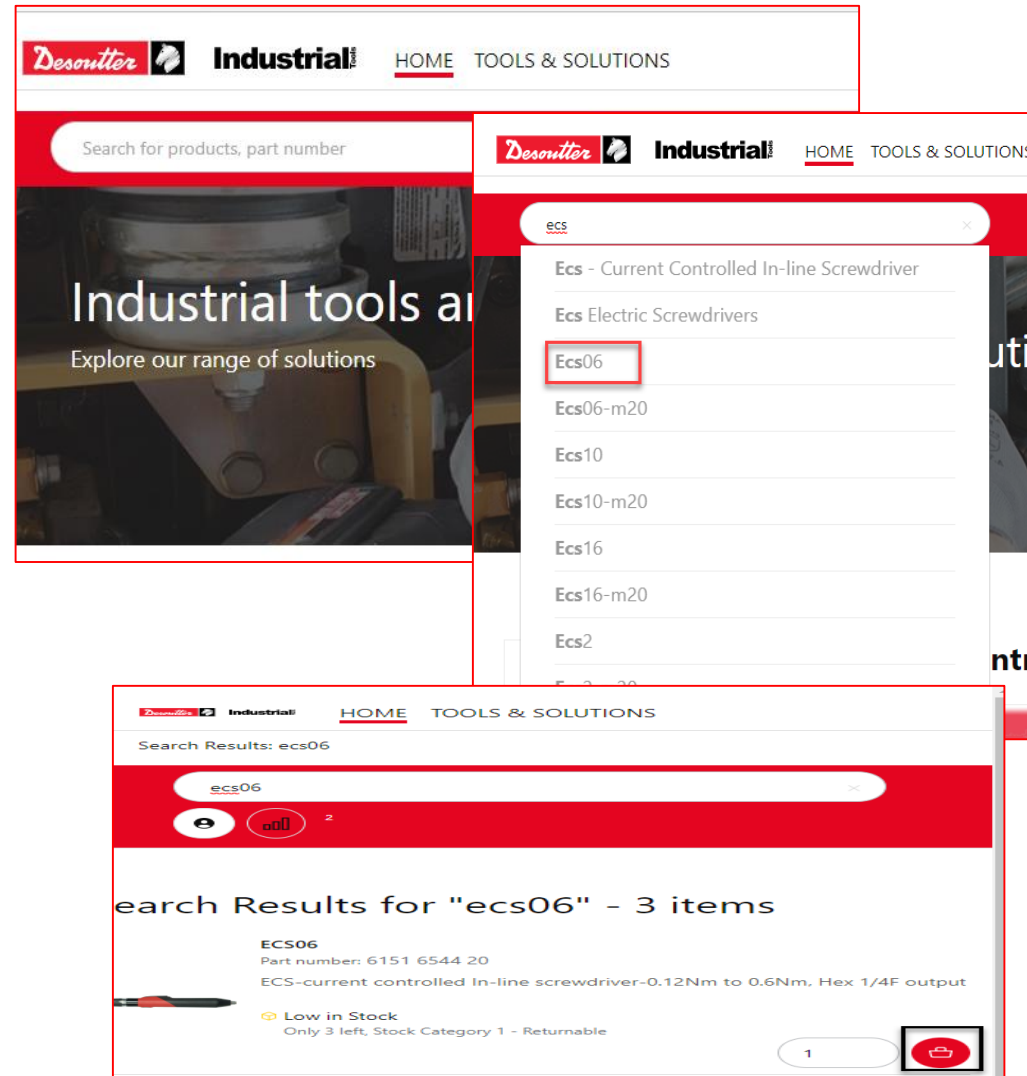 Desoutter Industrial Tools HOME TOOLS & SOLUTIONS
Search for products, part number
Industrial tools a
Explore our range of solutions
Desoutter Industrial Tools HOME TOOLS & SOLUTIONS
ecs
Ecs - Current Controlled In-line Screwdriver
Ecs Electric Screwdrivers
Ecs06
Ecs06-m20
Ecs10
Ecs10-m20
Ecs16
Ecs16-m20
Ecs2
uti
ntr
Desoutter Industrial HOME TOOLS & SOLUTIONS
Search Results: ecs06
ecs06
2
earch Results for "ecs06" - 3 items
ECS06
Part number: 6151 6544 20
ECS-current controlled In-line screwdriver-0.12Nm to 0.6Nm, Hex 1/4F output
Low in Stock
Only 3 left, Stock Category 1 - Returnable
1